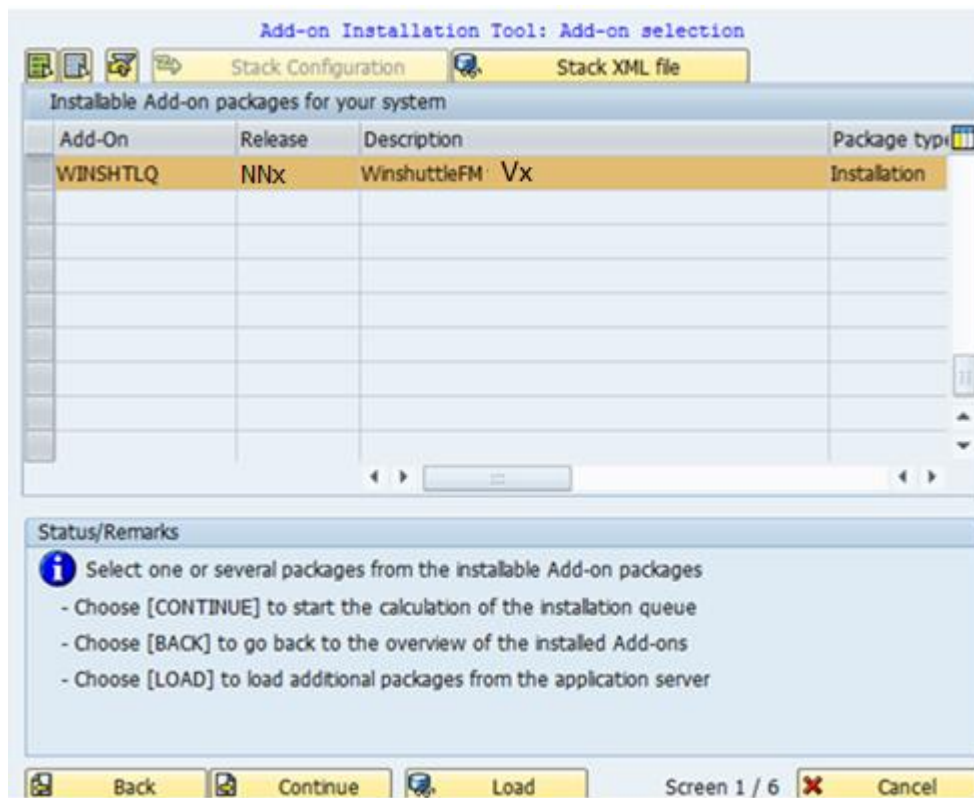 Add-on Installation Tool: Add-on selection
Stack Configuration Stack XML file
Installable Add-on packages for your system
Add-On Release Description Package type
WINSHTLQ NNx WinshuttleFM Vx Installation
Status/Remarks
i Select one or several packages from the installable Add-on packages
- Choose [CONTINUE] to start the calculation of the installation queue
- Choose [BACK] to go back to the overview of the installed Add-ons
- Choose [LOAD] to load additional packages from the application server
Back Continue Load Screen 1 / 6 Cancel